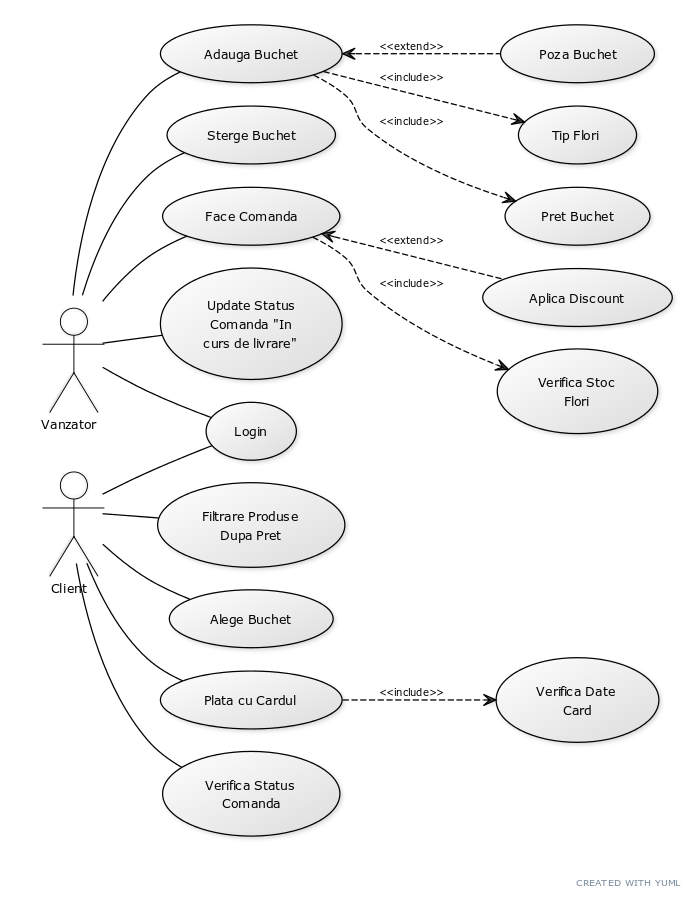 Adauga Buchet
<<extend>>
Poza Buchet
<<include>>
<<include>>
Tip Flori
Sterge Buchet
Face Comanda
Pret Buchet
<<extend>>
<<include>>
Aplica Discount
Update Status
Comanda "In
curs de livrare"
Verifica Stoc
Flori
Vanzator
Login
Filtrare Produse
Dupa Pret
Client
Alege Buchet
Plata cu Cardul
<<include>>
Verifica Date
Card
Verifica Status
Comanda
CREATED WITH YUML